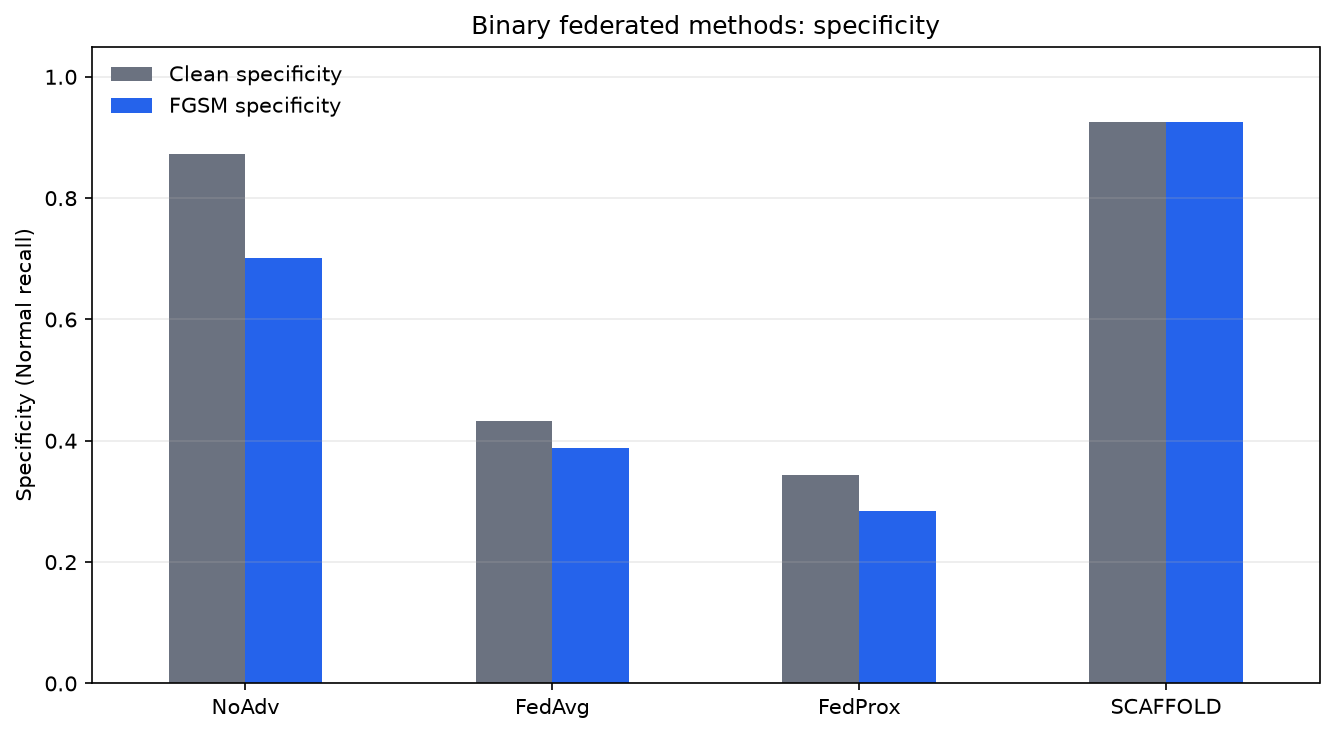 Binary federated methods: specificity
Clean specificity
FGSM specificity
Specificity (Normal recall)
1.0
0.8
0.6
0.4
0.2
0.0
NoAdv FedAvg FedProx SCAFFOLD